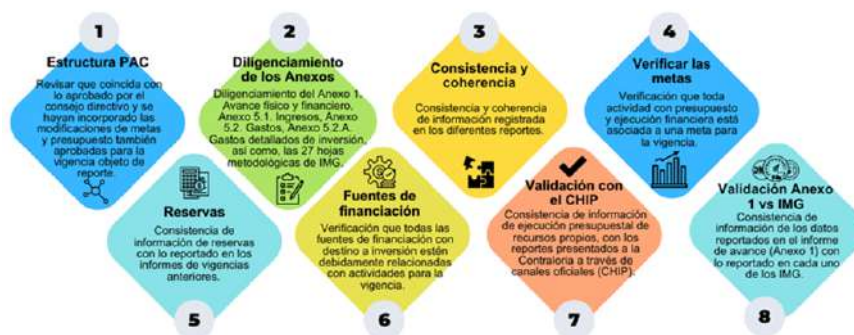 1
Estructura PAC
Revisar que coincida con
lo aprobado por el
consejo directivo y se
hayan incorporado las
modificaciones de metas
y presupuesto también
aprobadas para la
vigencia objeto de
reporte.
2
Diligenciamiento
de los Anexos
Diligenciamiento del Anexo 1.
Avance físico y financiero,
Anexo 5.1. Ingresos, Anexo
5.2. Gastos, Anexo 5.2.A.
Gastos detallados de inversión,
así como, las 27 hojas
metodológicas de IMG.
3
Consistencia y
coherencia
Consistencia y coherencia
de información registrada
en los diferentes reportes.
4
Verificar las
metas
Verificación que toda
actividad con presupuesto
y ejecución financiera está
asociada a una meta para
la vigencia.
Reservas
Consistencia de
información de reservas
con lo reportado en los
informes de vigencias
anteriores.
5
Fuentes de
financiación
Verificación que todas las
fuentes de financiación con
destino a inversión estén
debidamente relacionadas
con actividades para la
vigencia.
6
Validación con
el CHIP
Consistencia de información
de ejecución presupuestal de
recursos propios, con los
reportes presentados a la
Contraloría a través de
canales oficiales (CHIP).
7
Validación Anexo
1 vs IMG
Consistencia de
información de los datos
reportados en el informe
de avance (Anexo 1) con
lo reportado en cada uno
de los IMG.
8